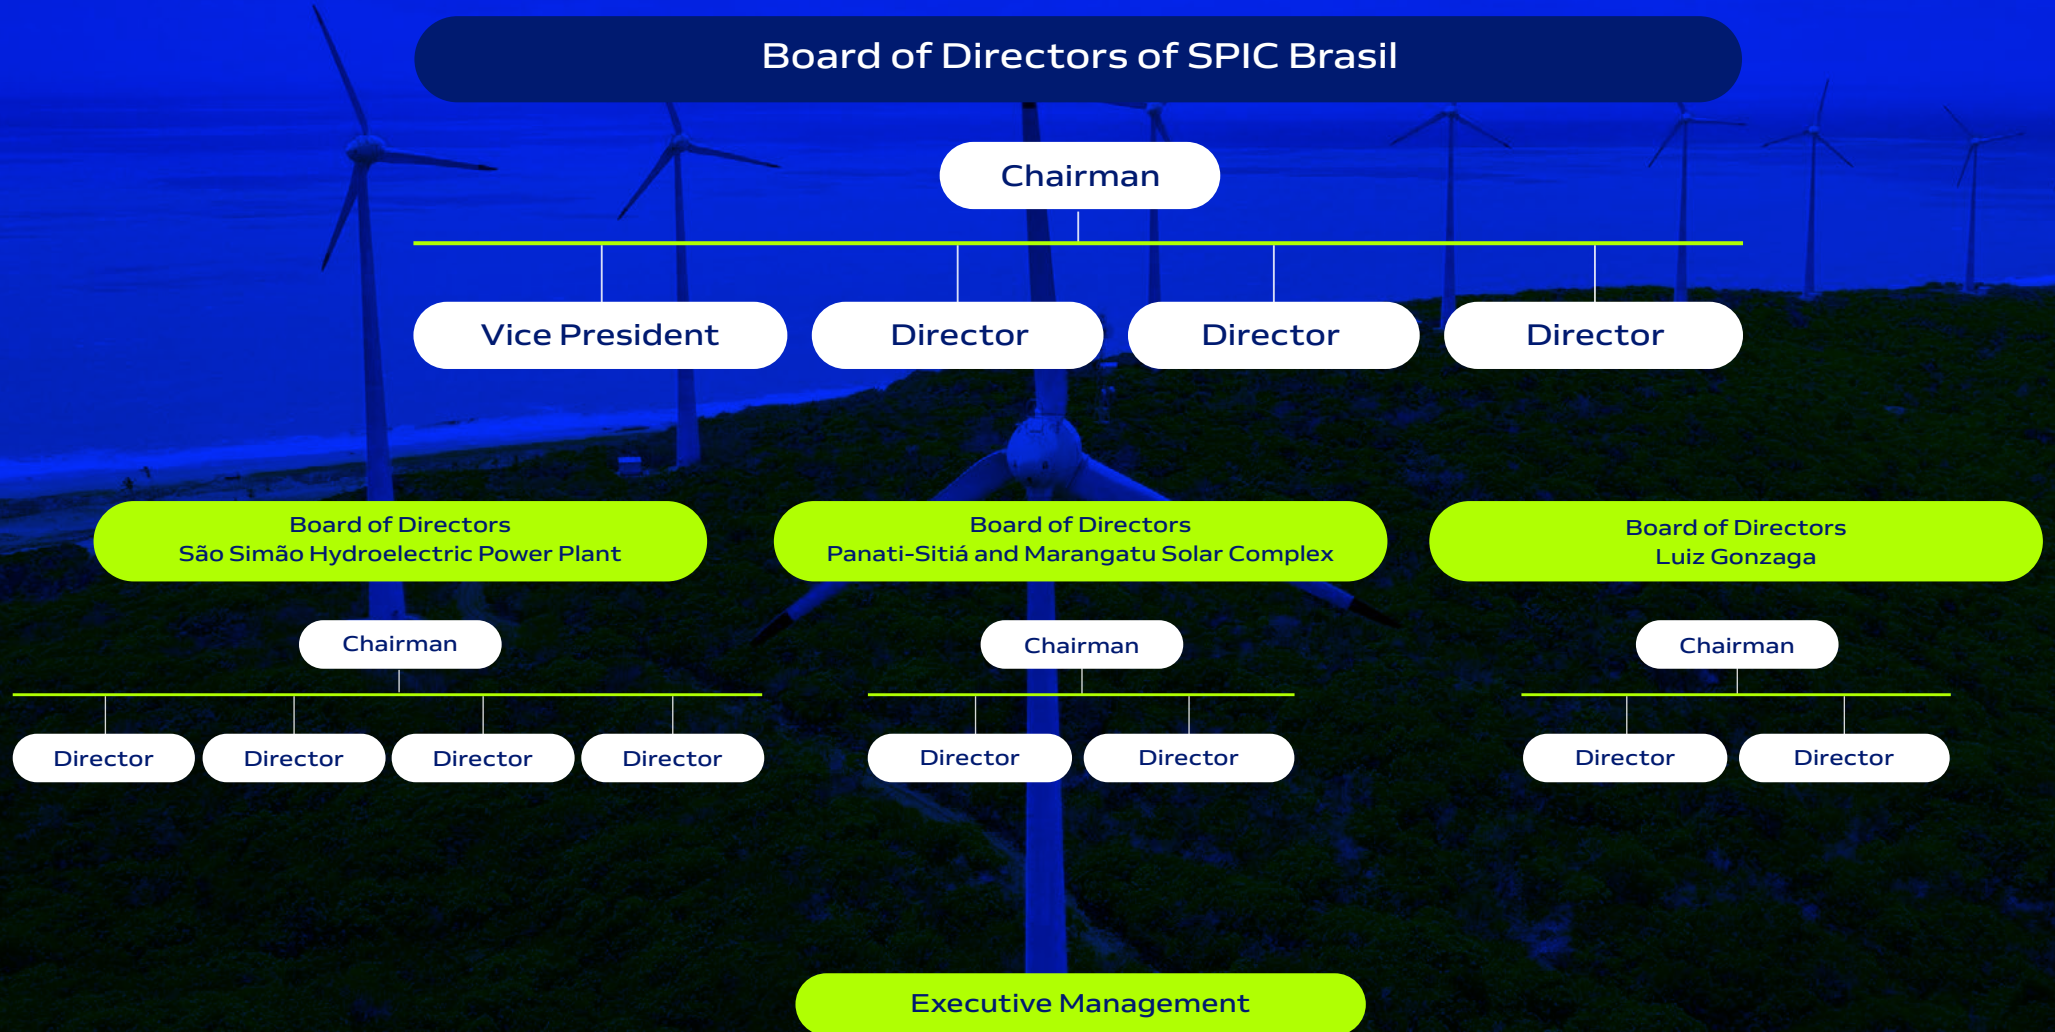 Board of Directors of SPIC Brasil
Chairman
Vice President
Director
Director
Director
Board of Directors
São Simão Hydroelectric Power Plant
Chairman
Director
Director
Director
Director
Board of Directors
Panati-Sitiá and Marangatu Solar Complex
Chairman
Director
Director
Board of Directors
Luiz Gonzaga
Chairman
Director
Director
Executive Management